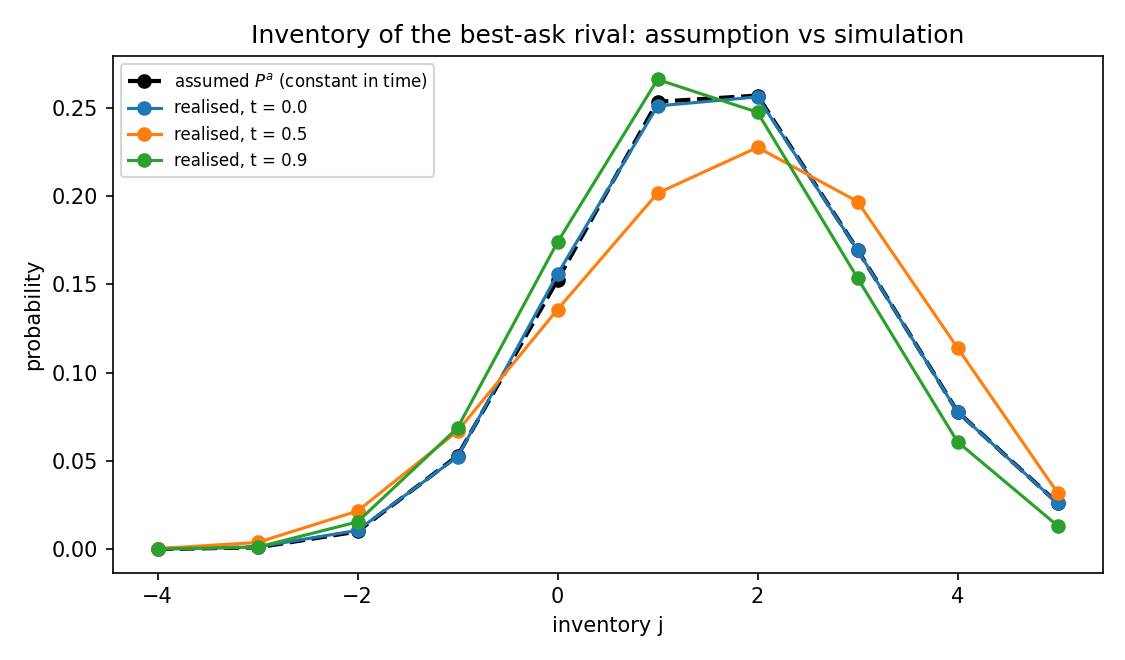 Inventory of the best-ask rival: assumption vs simulation
assumed P^a (constant in time)
realised, t = 0.0
realised, t = 0.5
realised, t = 0.9
probability
0.25
0.20
0.15
0.10
0.05
0.00
−4 −2 0 2 4
inventory j